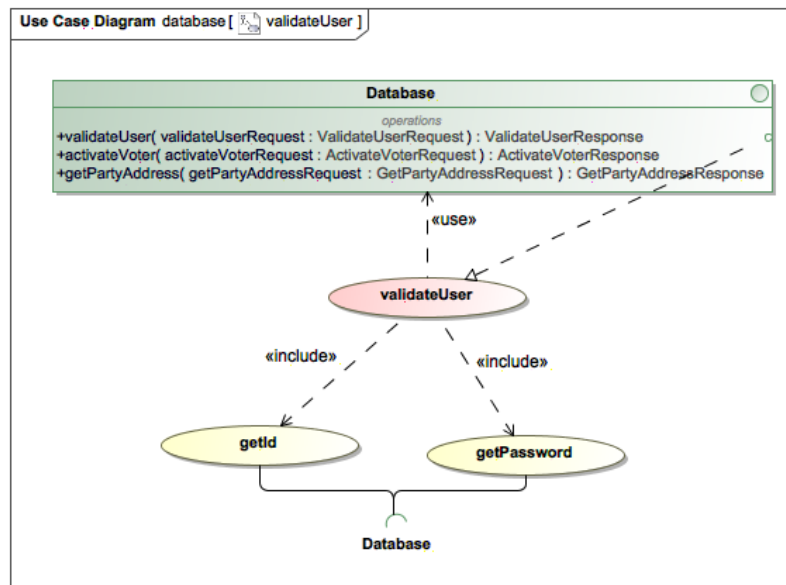 Use Case Diagram database[ validateUser ]
Database
operations
+validateUser( validateUserRequest : ValidateUserRequest ) : ValidateUserResponse
+activateVoter( activateVoterRequest : ActivateVoterRequest ) : ActivateVoterResponse
+getPartyAddress( getPartyAddressRequest : GetPartyAddressRequest ) : GetPartyAddressResponse
«use»
validateUser
«include»
«include»
getId
getPassword
Database